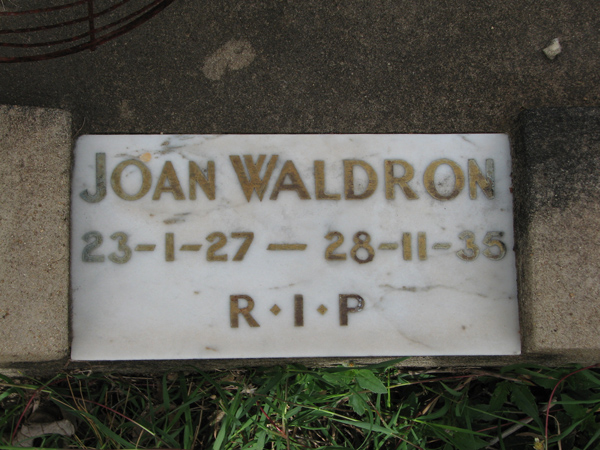 JOAN WALDRON
23-1-27 — 28-11-35
R·I·P